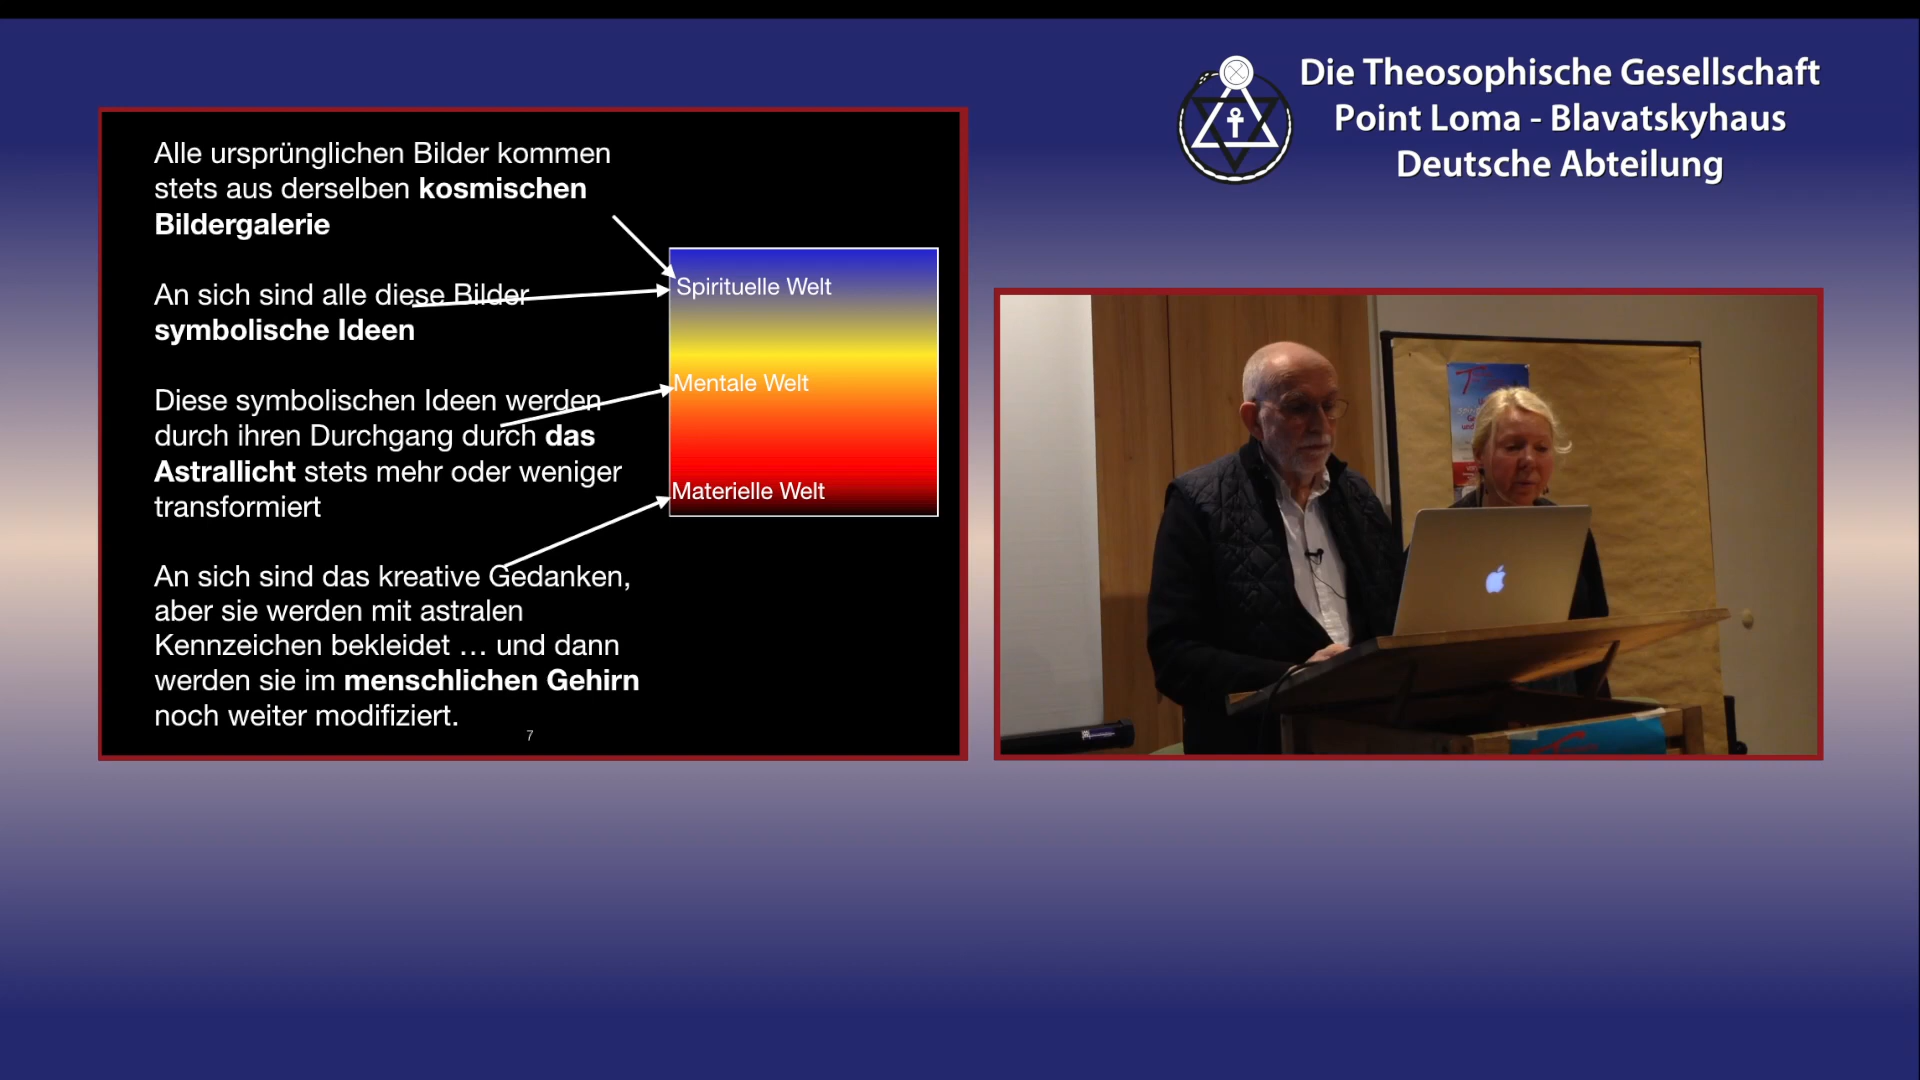 Die Theosophische Gesellschaft
Point Loma - Blavatskyhaus
Deutsche Abteilung
Alle ursprünglichen Bilder kommen
stets aus derselben kosmischen
Bildergalerie
An sich sind alle diese Bilder
symbolische Ideen
Diese symbolischen Ideen werden
durch ihren Durchgang durch das
Astrallicht stets mehr oder weniger
transformiert
An sich sind das kreative Gedanken,
aber sie werden mit astralen
Kennzeichen bekleidet … und dann
werden sie im menschlichen Gehirn
noch weiter modifiziert.
7
Spirituelle Welt
Mentale Welt
Materielle Welt